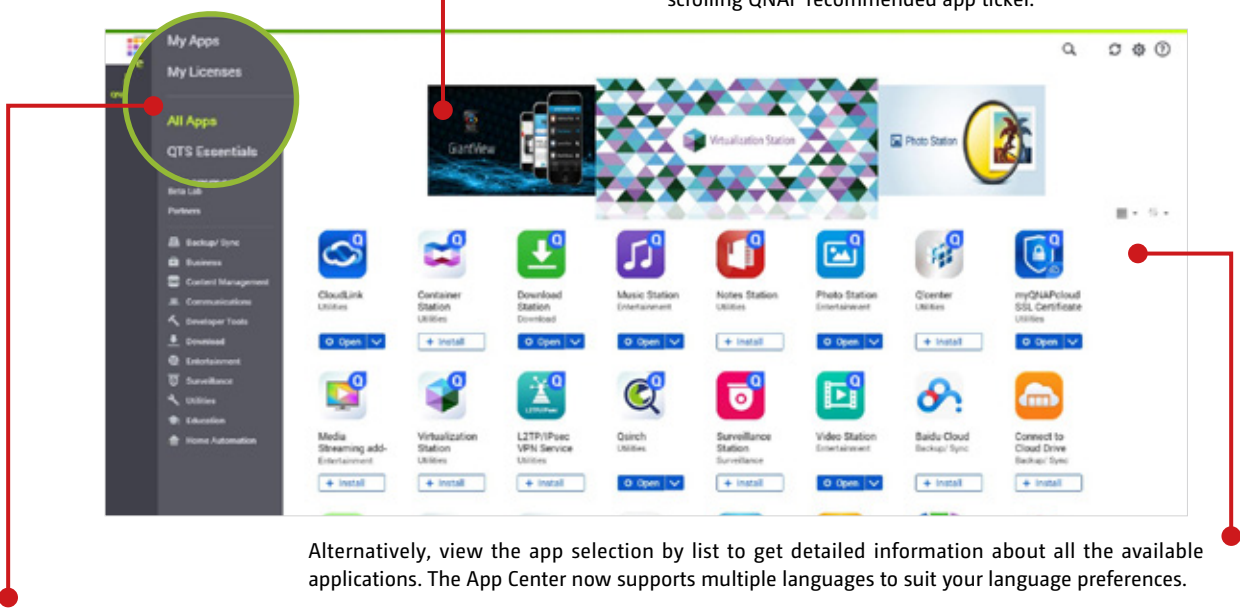 scrolling QNAP recommended app ticker.
My Apps
My Licenses
All Apps
QTS Essentials
Beta Lab
Partners
Backup/ Sync
Business
Content Management
Communications
Developer Tools
Download
Entertainment
Surveillance
Utilities
Education
Home Automation
GiantView
Virtualization Station
Photo Station
CloudLink
Utilities
Open
Container
Station
Utilities
+ Install
Download
Station
Download
Open
Music Station
Entertainment
Open
Notes Station
Utilities
+ Install
Photo Station
Entertainment
Open
Q'center
Utilities
+ Install
myQNAPcloud
SSL Certificate
Utilities
Open
Media
Streaming add-
Entertainment
+ Install
Virtualization
Station
Utilities
+ Install
L2TP/IPsec
L2TP/IPsec
VPN Service
Utilities
+ Install
Qsirch
Utilities
Open
Surveillance
Station
Surveillance
+ Install
Video Station
Entertainment
Open
Baidu Cloud
Backup/ Sync
+ Install
Connect to
Cloud Drive
Backup/ Sync
+ Install
Alternatively, view the app selection by list to get detailed information about all the available
applications. The App Center now supports multiple languages to suit your language preferences.